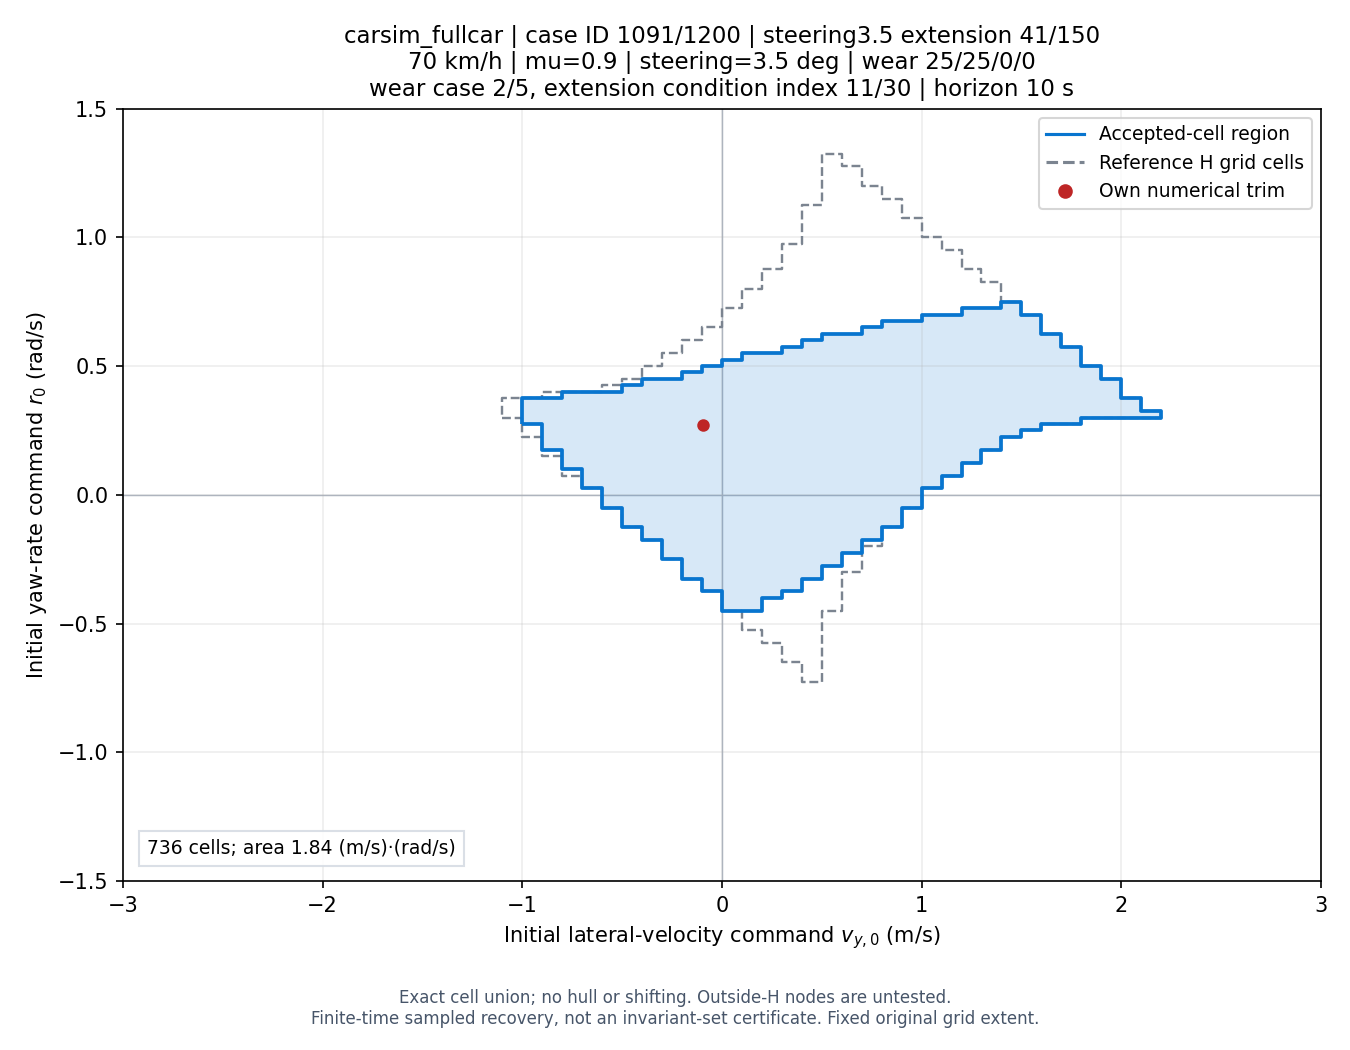 carsim_fullcar | case ID 1091/1200 | steering3.5 extension 41/150
70 km/h | mu=0.9 | steering=3.5 deg | wear 25/25/0/0
wear case 2/5, extension condition index 11/30 | horizon 10 s
1.5
1.0
0.5
0.0
−0.5
−1.0
−1.5
Initial yaw-rate command r₀ (rad/s)
Accepted-cell region
Reference H grid cells
Own numerical trim
736 cells; area 1.84 (m/s)·(rad/s)
−3
−2
−1
0
1
2
3
Initial lateral-velocity command v_{y,0} (m/s)
Exact cell union; no hull or shifting. Outside-H nodes are untested.
Finite-time sampled recovery, not an invariant-set certificate. Fixed original grid extent.